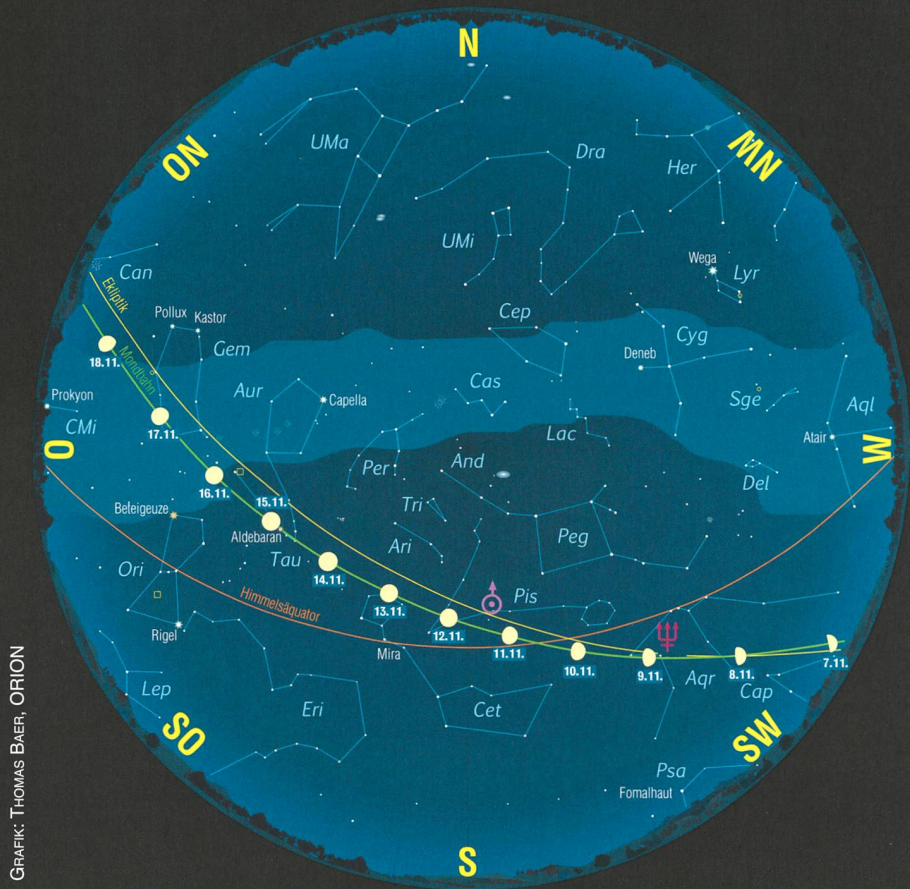 N
NO
NW
UMa
Dra
Her
UMi
Wega
Lyr
Can
Ekliptik
Pollux
Kastor
Gem
Cep
Cyg
Deneb
18.11.
Mondbahn
Aur
Capella
Cas
Sge
Aql
Prokyon
CMi
17.11.
Lac
Atair
O
W
16.11.
Per
And
Del
15.11.
Beteigeuze
Aldebaran
Tri
Ari
Peg
Tau
Ori
14.11.
Himmelsäquator
13.11.
Pis
12.11.
Rigel
11.11.
Mira
10.11.
9.11.
8.11.
7.11.
Aqr
Cap
Lep
Eri
Cet
SO
SW
Psa
Fomalhaut
S
GRAFIK: THOMAS BAER, ORION